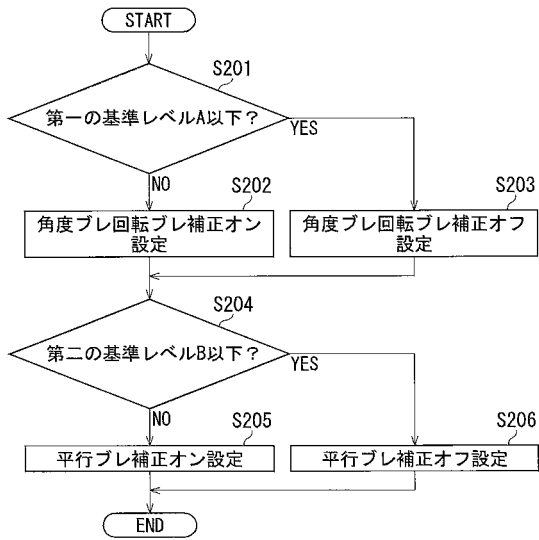 START
S201
第一の基準レベルA以下？
YES
NO
S202
角度ブレ回転ブレ補正オン
設定
S203
角度ブレ回転ブレ補正オフ
設定
S204
第二の基準レベルB以下？
YES
NO
S205
平行ブレ補正オン設定
S206
平行ブレ補正オフ設定
END